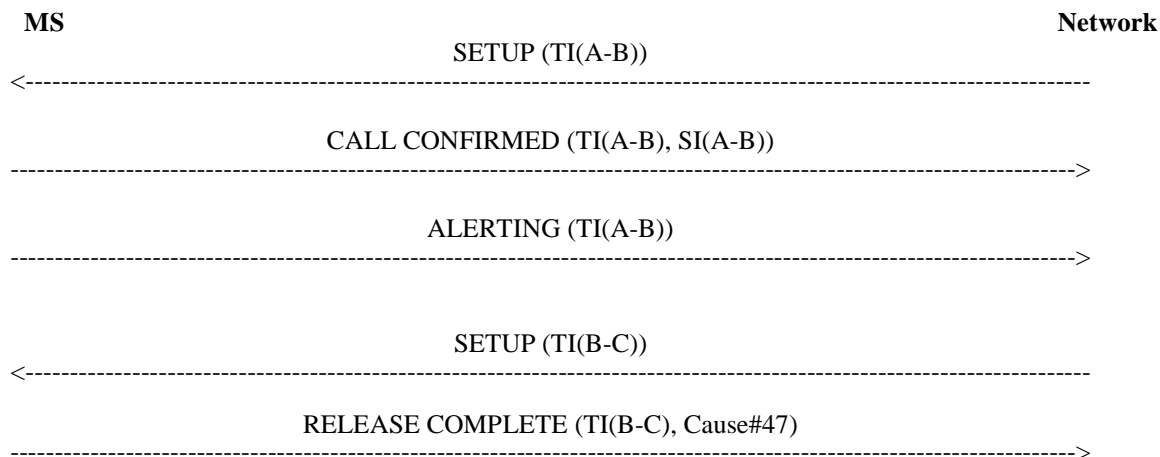 MS Network
SETUP (TI(A-B))
<------------------------------------------------------------------------------------------------------------------------
CALL CONFIRMED (TI(A-B), SI(A-B))
------------------------------------------------------------------------------------------------------------------------>
ALERTING (TI(A-B))
------------------------------------------------------------------------------------------------------------------------>
SETUP (TI(B-C))
<------------------------------------------------------------------------------------------------------------------------
RELEASE COMPLETE (TI(B-C), Cause#47)
------------------------------------------------------------------------------------------------------------------------>